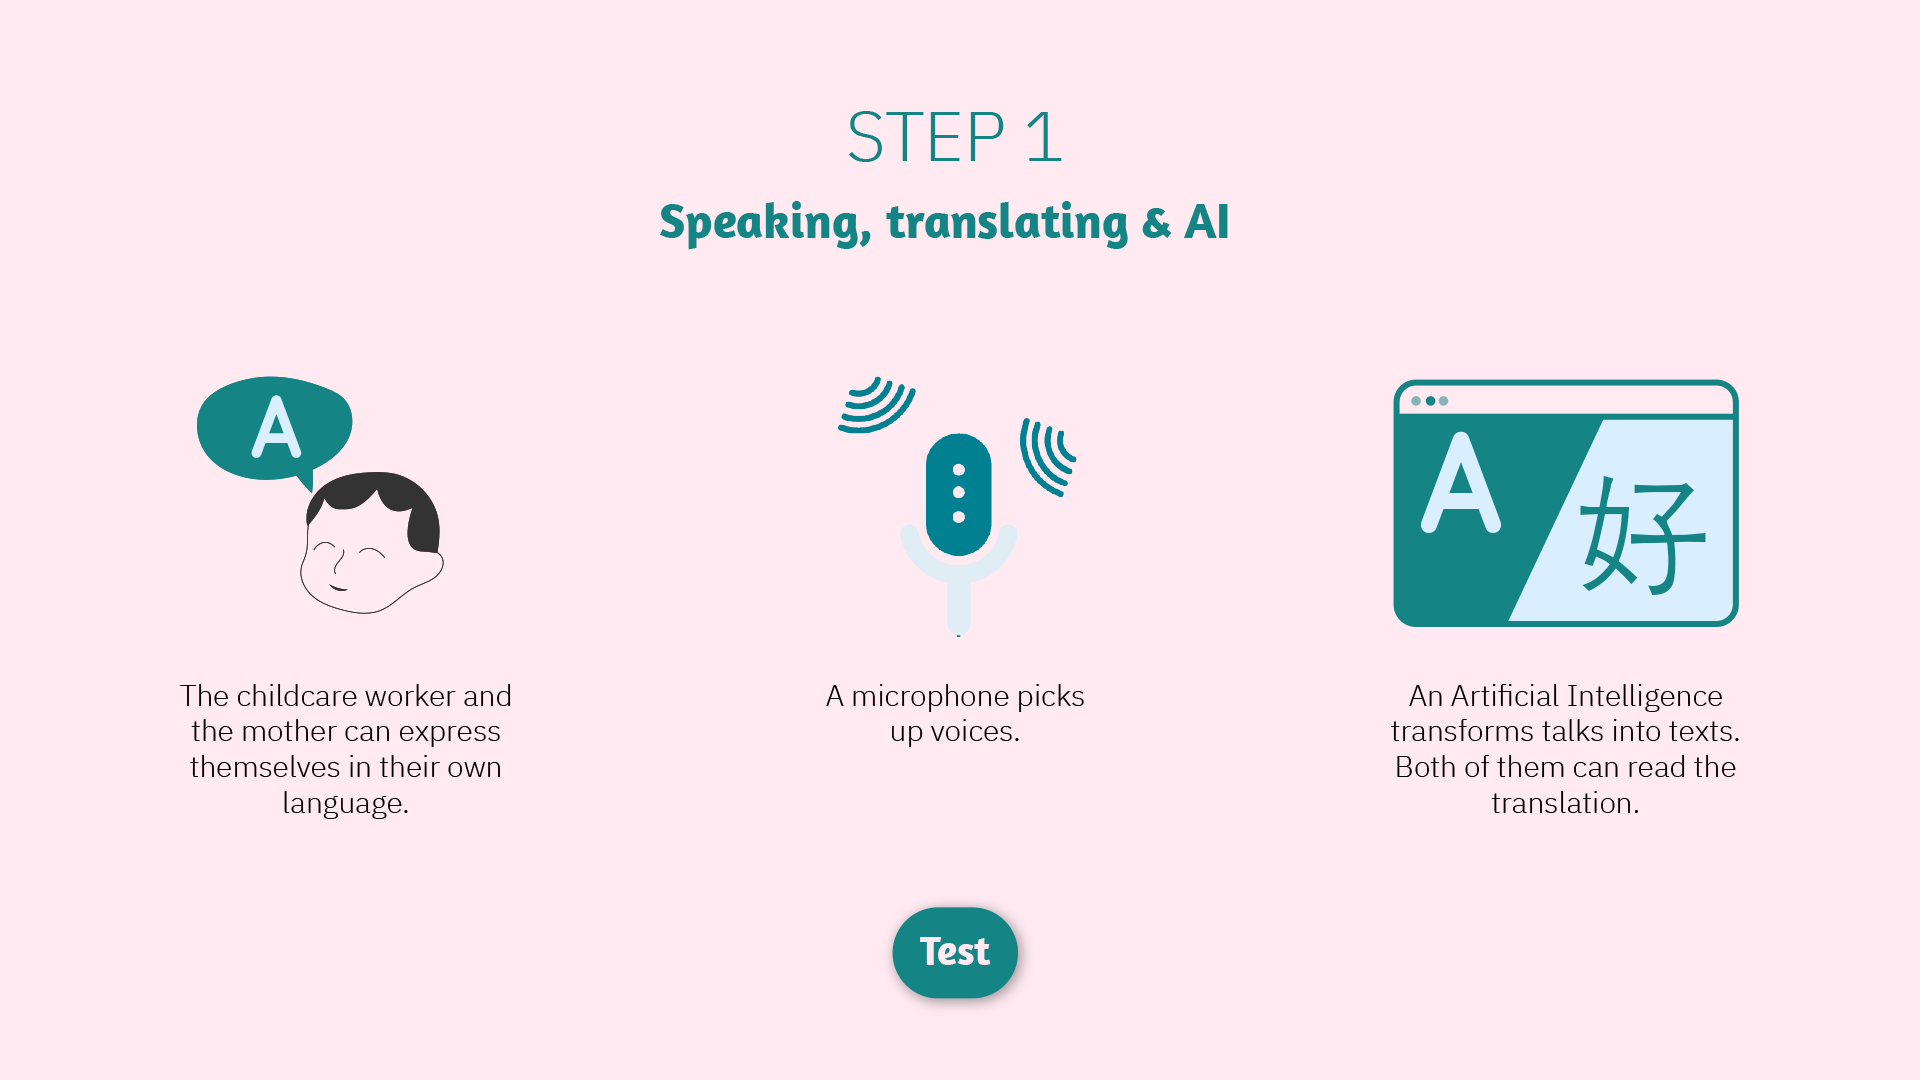 STEP 1
Speaking, translating & AI
A
A
好
The childcare worker and
the mother can express
themselves in their own
language.
A microphone picks
up voices.
An Artificial Intelligence
transforms talks into texts.
Both of them can read the
translation.
Test